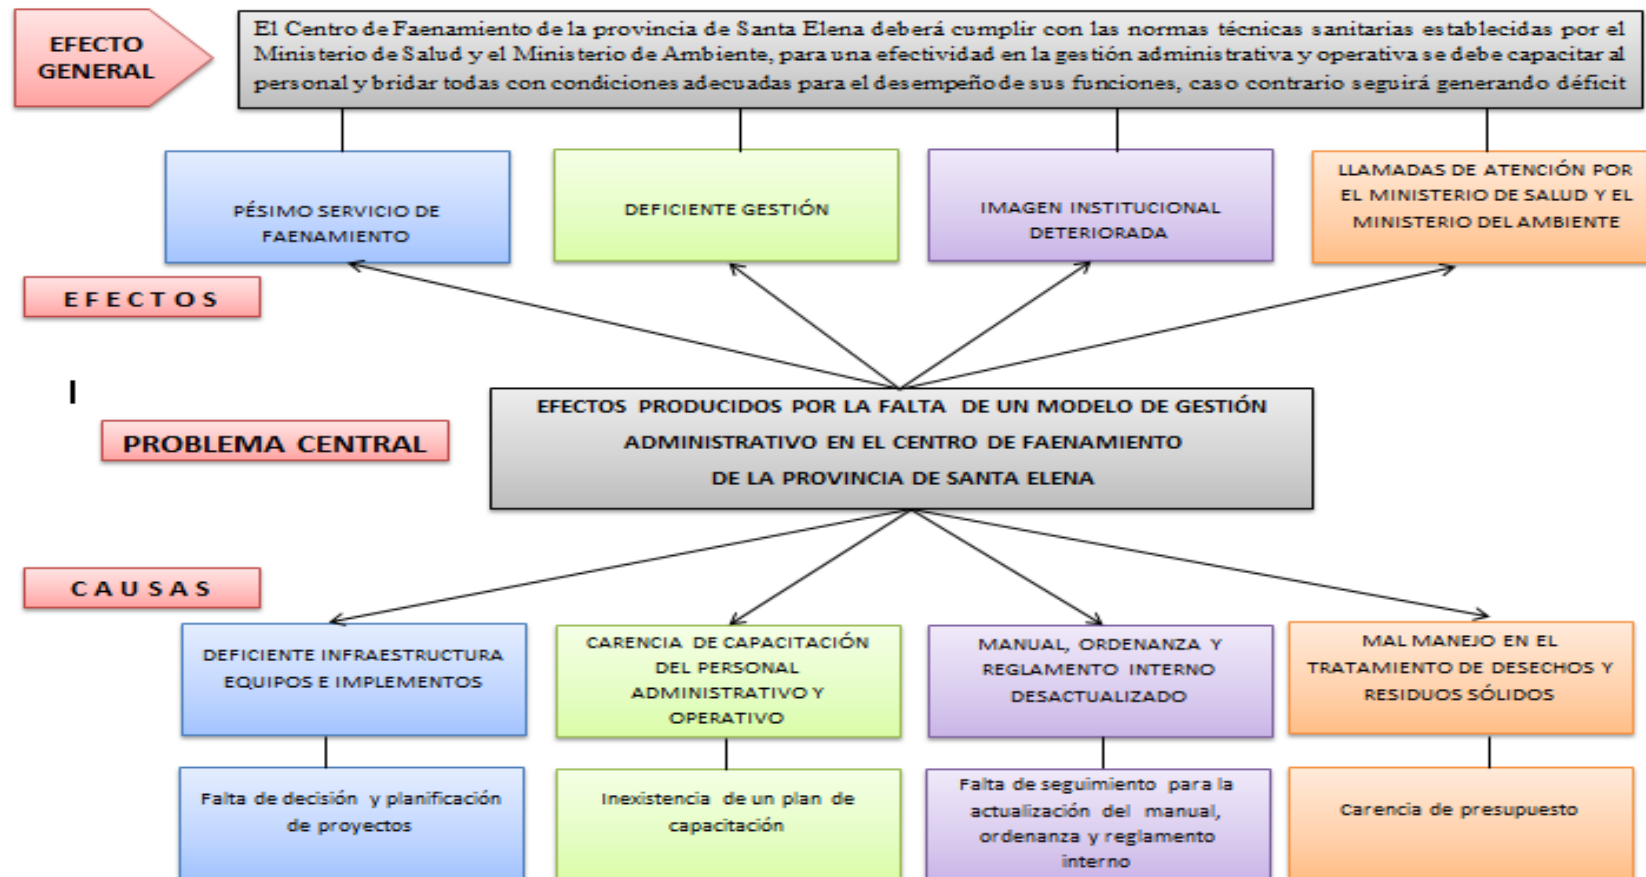 EFECTO
GENERAL
El Centro de Faenamiento de la provincia de Santa Elena deberá cumplir con las normas técnicas sanitarias establecidas por el
Ministerio de Salud y el Ministerio de Ambiente, para una efectividad en la gestión administrativa y operativa se debe capacitar al
personal y bridar todas con condiciones adecuadas para el desempeño de sus funciones, caso contrario seguirá generando déficit
PÉSIMO SERVICIO DE
FAENAMIENTO
DEFICIENTE GESTIÓN
IMAGEN INSTITUCIONAL
DETERIORADA
LLAMADAS DE ATENCIÓN POR
EL MINISTERIO DE SALUD Y EL
MINISTERIO DEL AMBIENTE
E F E C T O S
I
PROBLEMA CENTRAL
EFECTOS PRODUCIDOS POR LA FALTA DE UN MODELO DE GESTIÓN
ADMINISTRATIVO EN EL CENTRO DE FAENAMIENTO
DE LA PROVINCIA DE SANTA ELENA
C A U S A S
DEFICIENTE INFRAESTRUCTURA
EQUIPOS E IMPLEMENTOS
CARENCIA DE CAPACITACIÓN
DEL PERSONAL
ADMINISTRATIVO Y
OPERATIVO
MANUAL, ORDENANZA Y
REGLAMENTO INTERNO
DESACTUALIZADO
MAL MANEJO EN EL
TRATAMIENTO DE DESECHOS Y
RESIDUOS SÓLIDOS
Falta de decisión y planificación
de proyectos
Inexistencia de un plan de
capacitación
Falta de seguimiento para la
actualización del manual,
ordenanza y reglamento
interno
Carencia de presupuesto